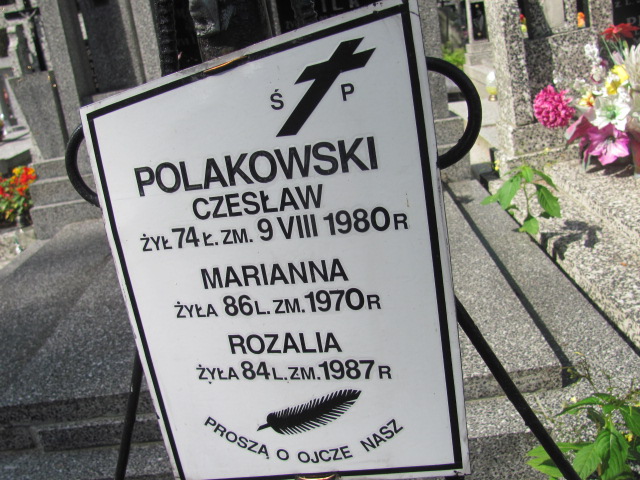 Ś P
POLAKOWSKI
CZESŁAW
ŻYŁ 74 Ł. ZM. 9 VIII 1980 R
MARIANNA
ŻYŁA 86 L. ZM. 1970 R
ROZALIA
ŻYŁA 84 L. ZM. 1987 R
PROSZĄ O OJCZE NASZ